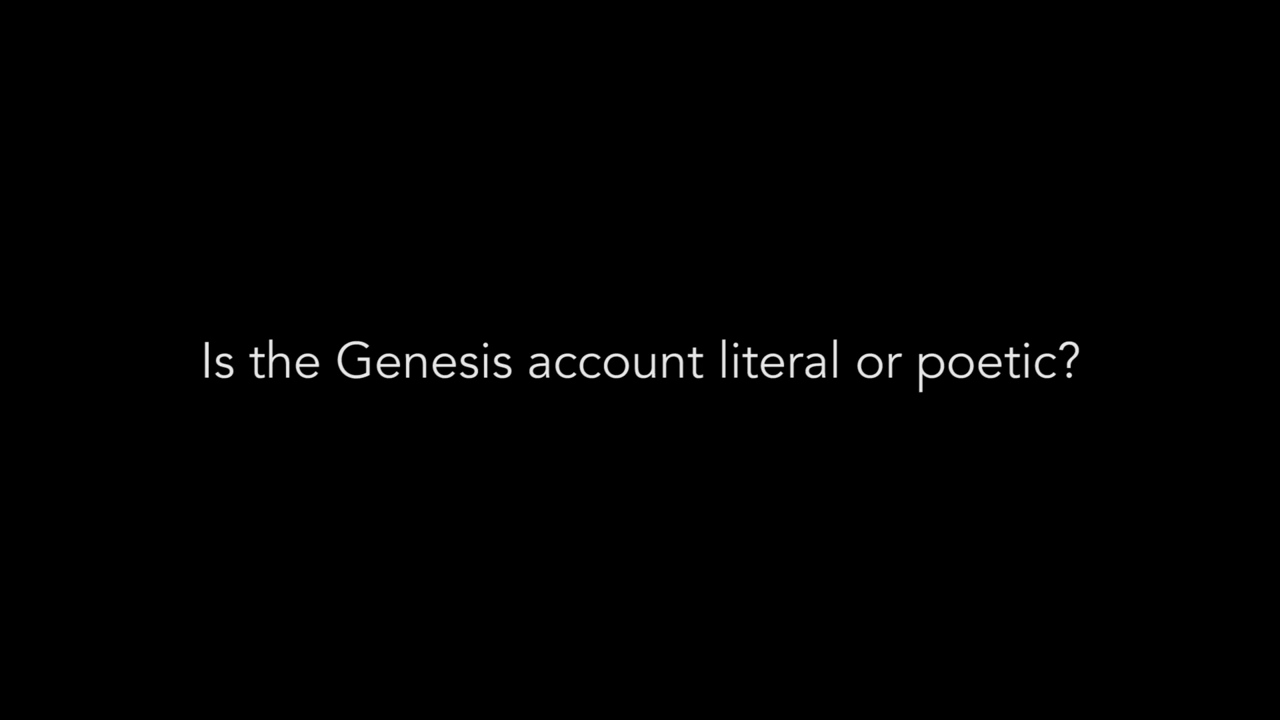 Is the Genesis account literal or poetic?